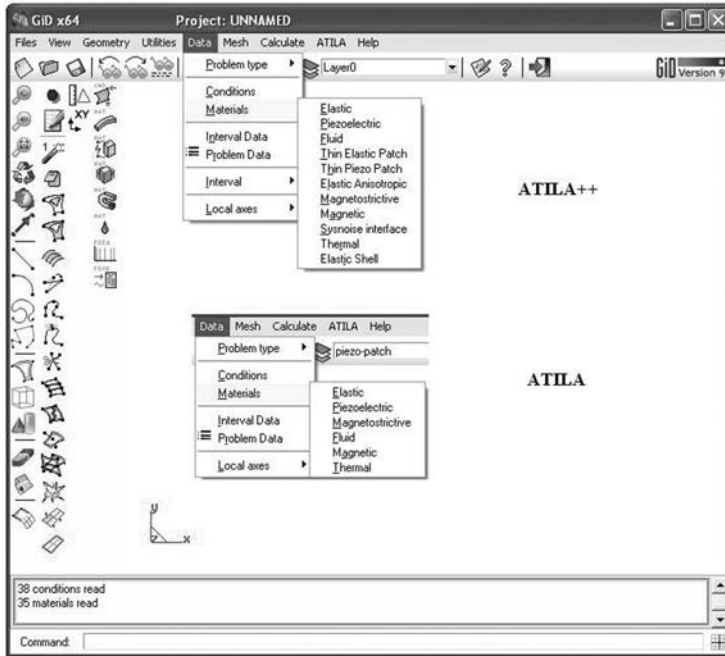 GiD x64 Project: UNNAMED
Files View Geometry Utilities Data Mesh Calculate ATILA Help
Layer0
GiD Version 9
Problem type
Conditions
Materials
Interval Data
Problem Data
Interval
Local axes
Elastic
Piezoelectric
Fluid
Thin Elastic Patch
Thin Piezo Patch
Elastic Anisotropic
Magnetostrictive
Magnetic
Sysnoise interface
Thermal
Elastic Shell
ATILA++
XY
Data Mesh Calculate ATILA Help
piezo-patch
Problem type
Conditions
Materials
Interval Data
Problem Data
Local axes
Elastic
Piezoelectric
Magnetostrictive
Fluid
Magnetic
Thermal
ATILA
y
z x
38 conditions read
35 materials read
Command: